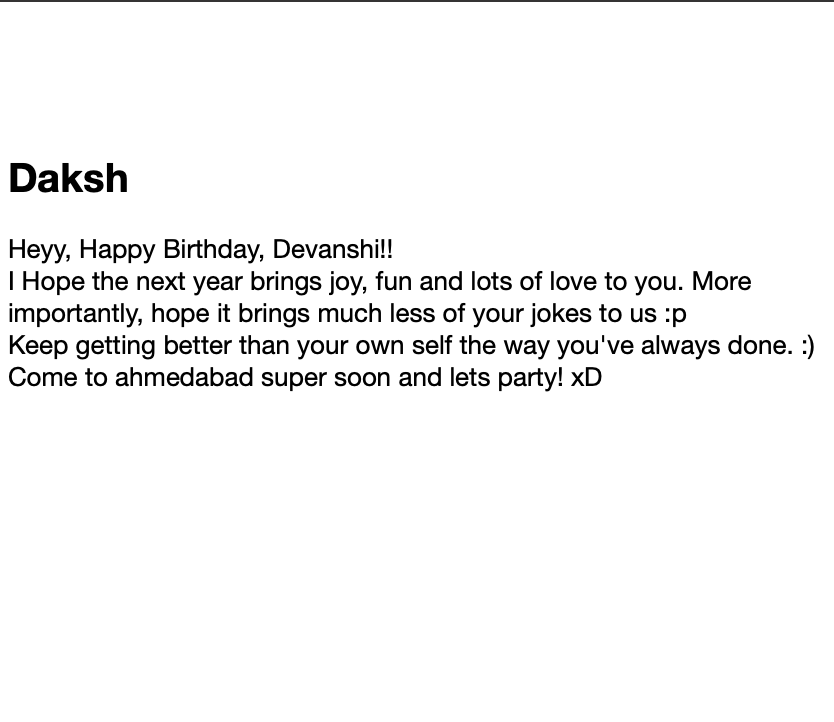 Daksh
Heyy, Happy Birthday, Devanshi!!
I Hope the next year brings joy, fun and lots of love to you. More
importantly, hope it brings much less of your jokes to us :p
Keep getting better than your own self the way you've always done. :)
Come to ahmedabad super soon and lets party! xD